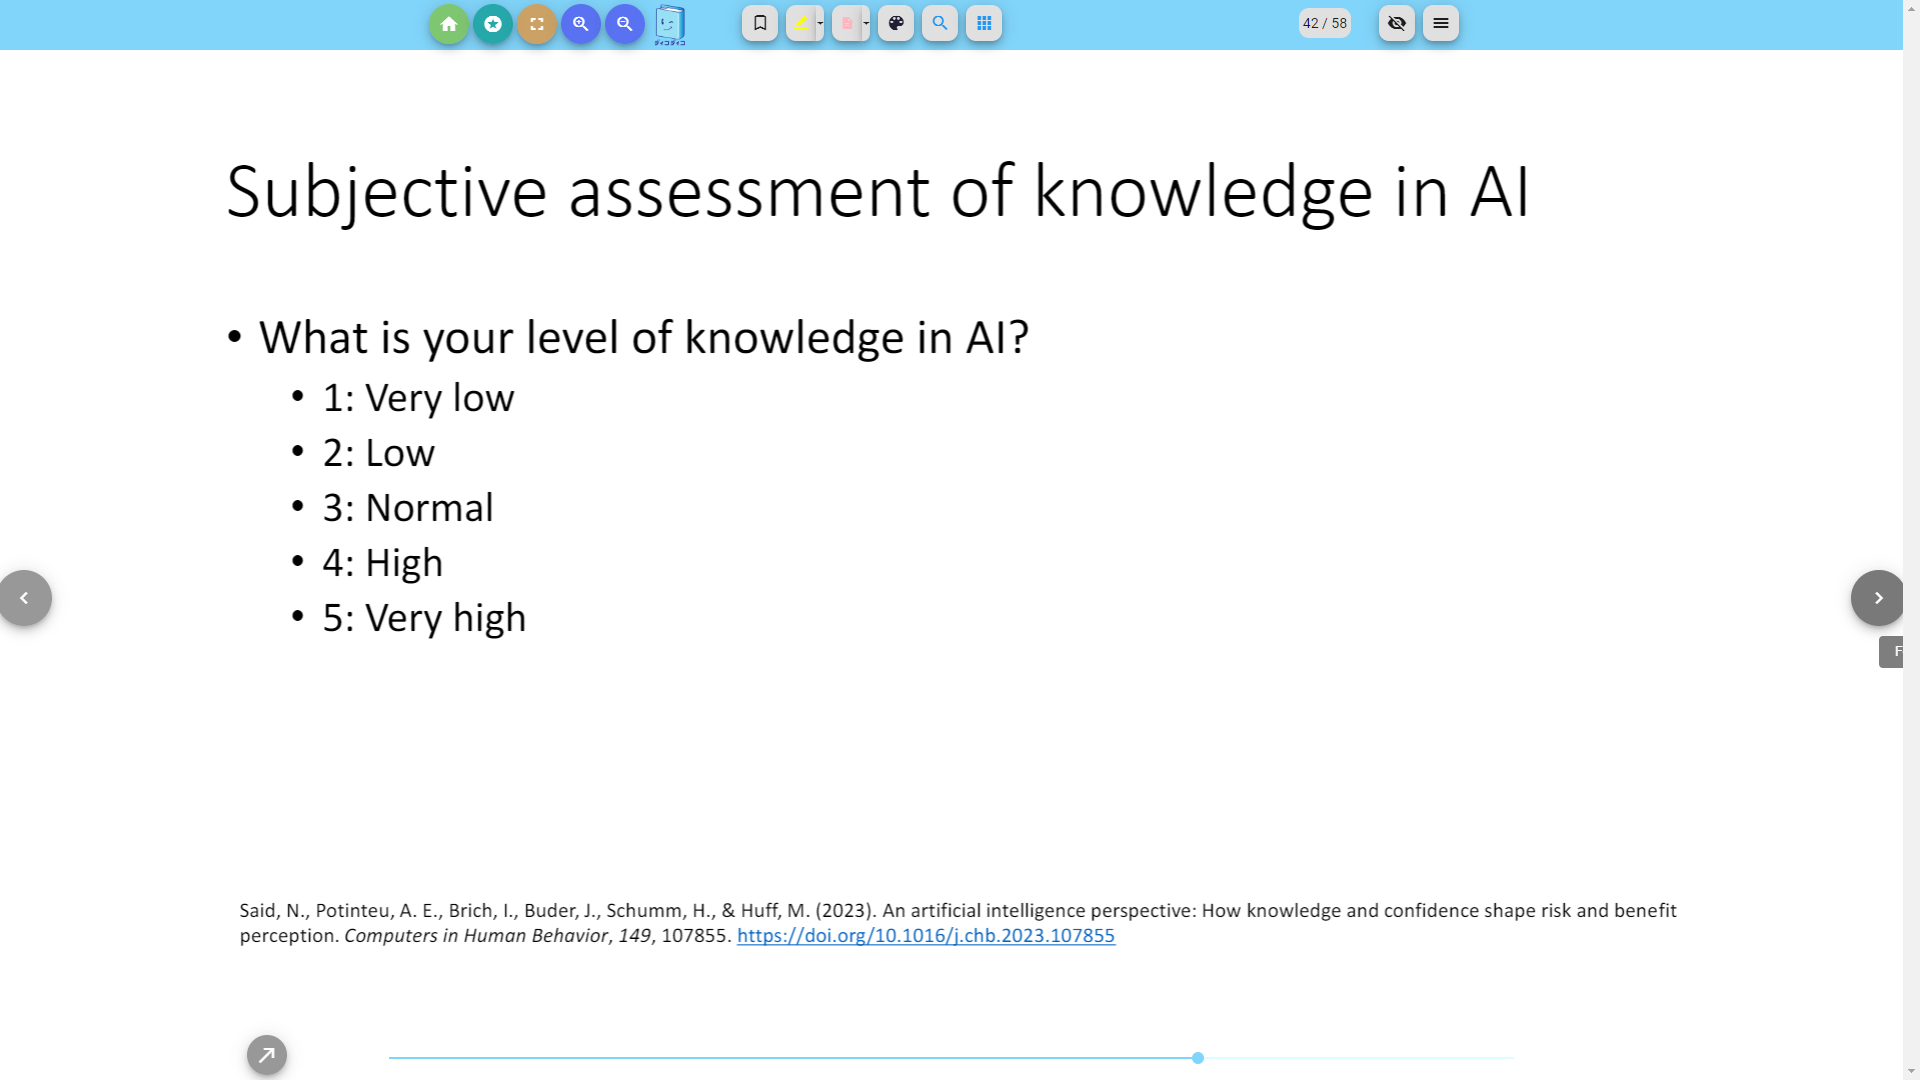 42 / 58
Subjective assessment of knowledge in AI
• What is your level of knowledge in AI?
• 1: Very low
• 2: Low
• 3: Normal
• 4: High
• 5: Very high
F
Said, N., Potinteu, A. E., Brich, I., Buder, J., Schumm, H., & Huff, M. (2023). An artificial intelligence perspective: How knowledge and confidence shape risk and benefit
perception. Computers in Human Behavior, 149, 107855. https://doi.org/10.1016/j.chb.2023.107855